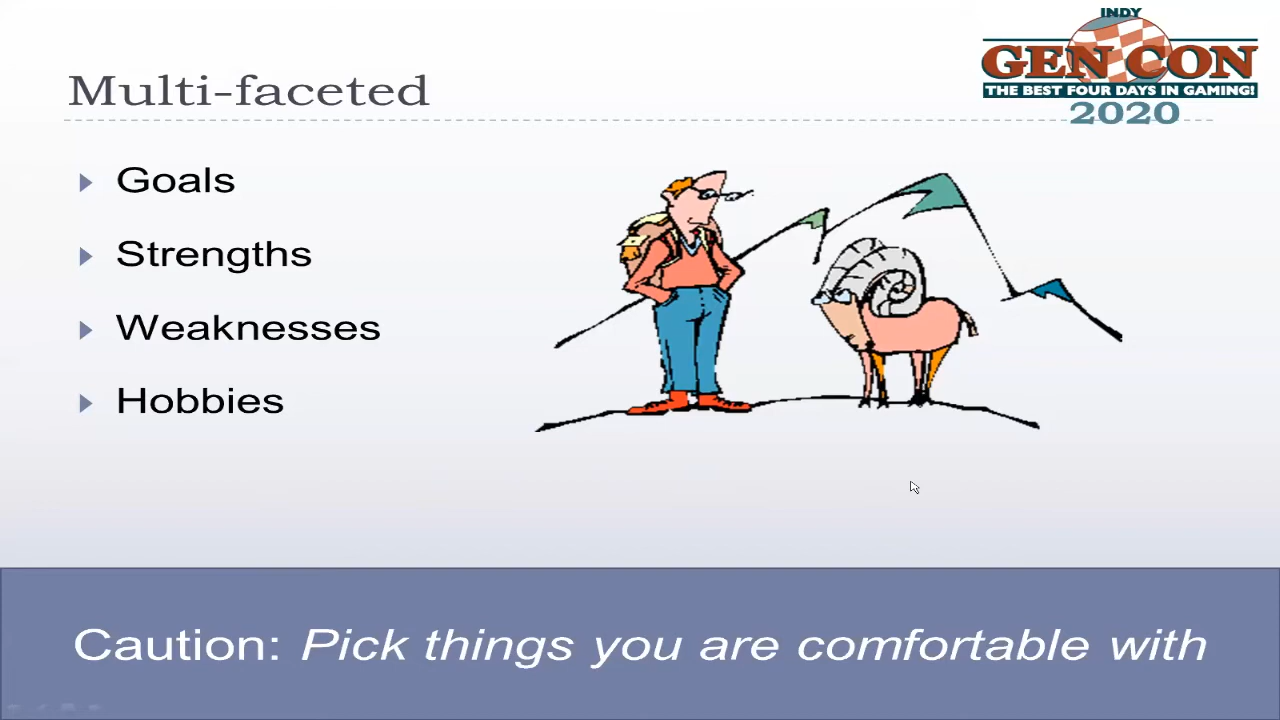 INDY
GEN CON
THE BEST FOUR DAYS IN GAMING!
2020
Multi-faceted
Goals
Strengths
Weaknesses
Hobbies
Caution: Pick things you are comfortable with